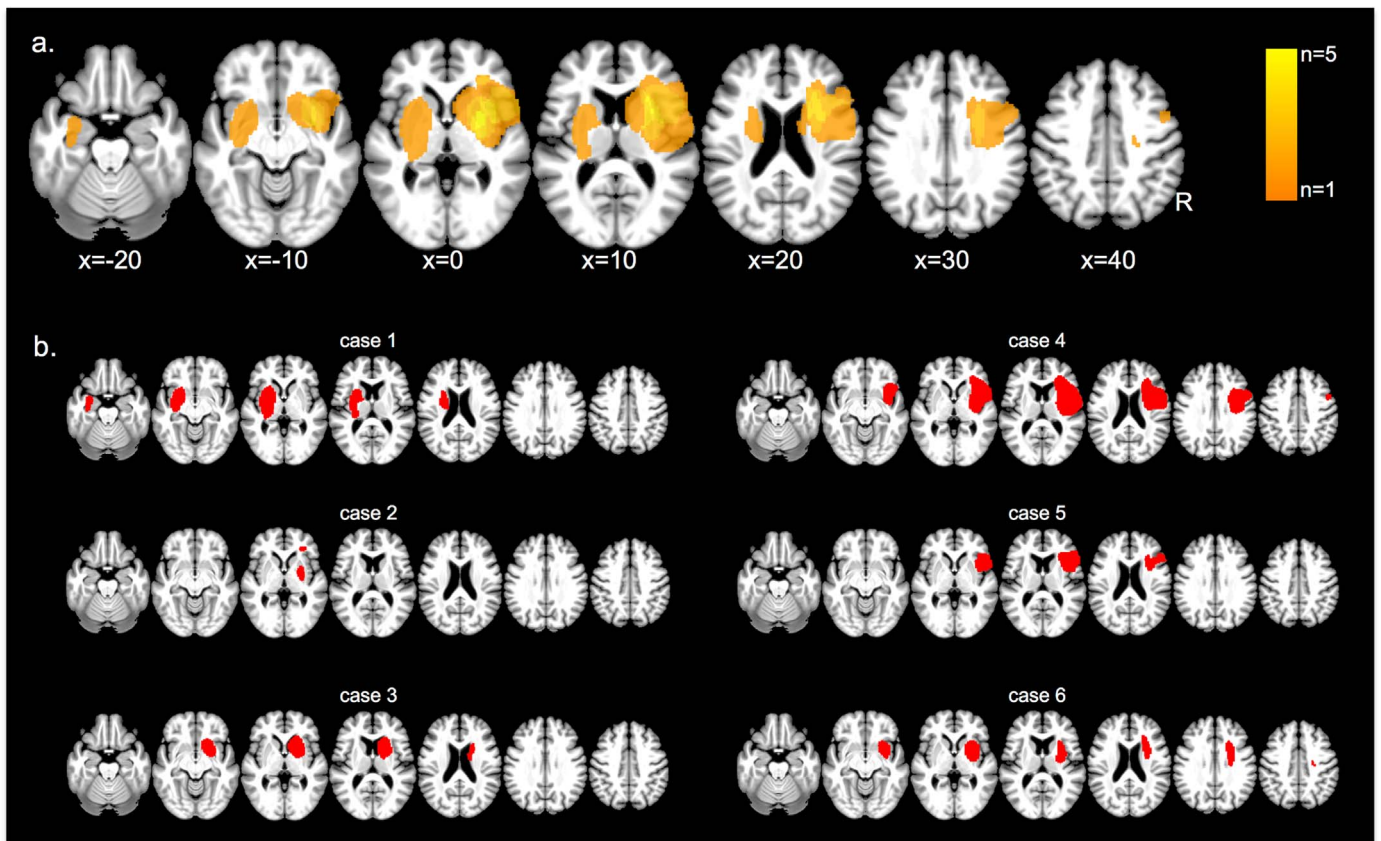 a.
n=5
n=1
R
x=-20 x=-10 x=0 x=10 x=20 x=30 x=40
b.
case 1 case 4
case 2 case 5
case 3 case 6